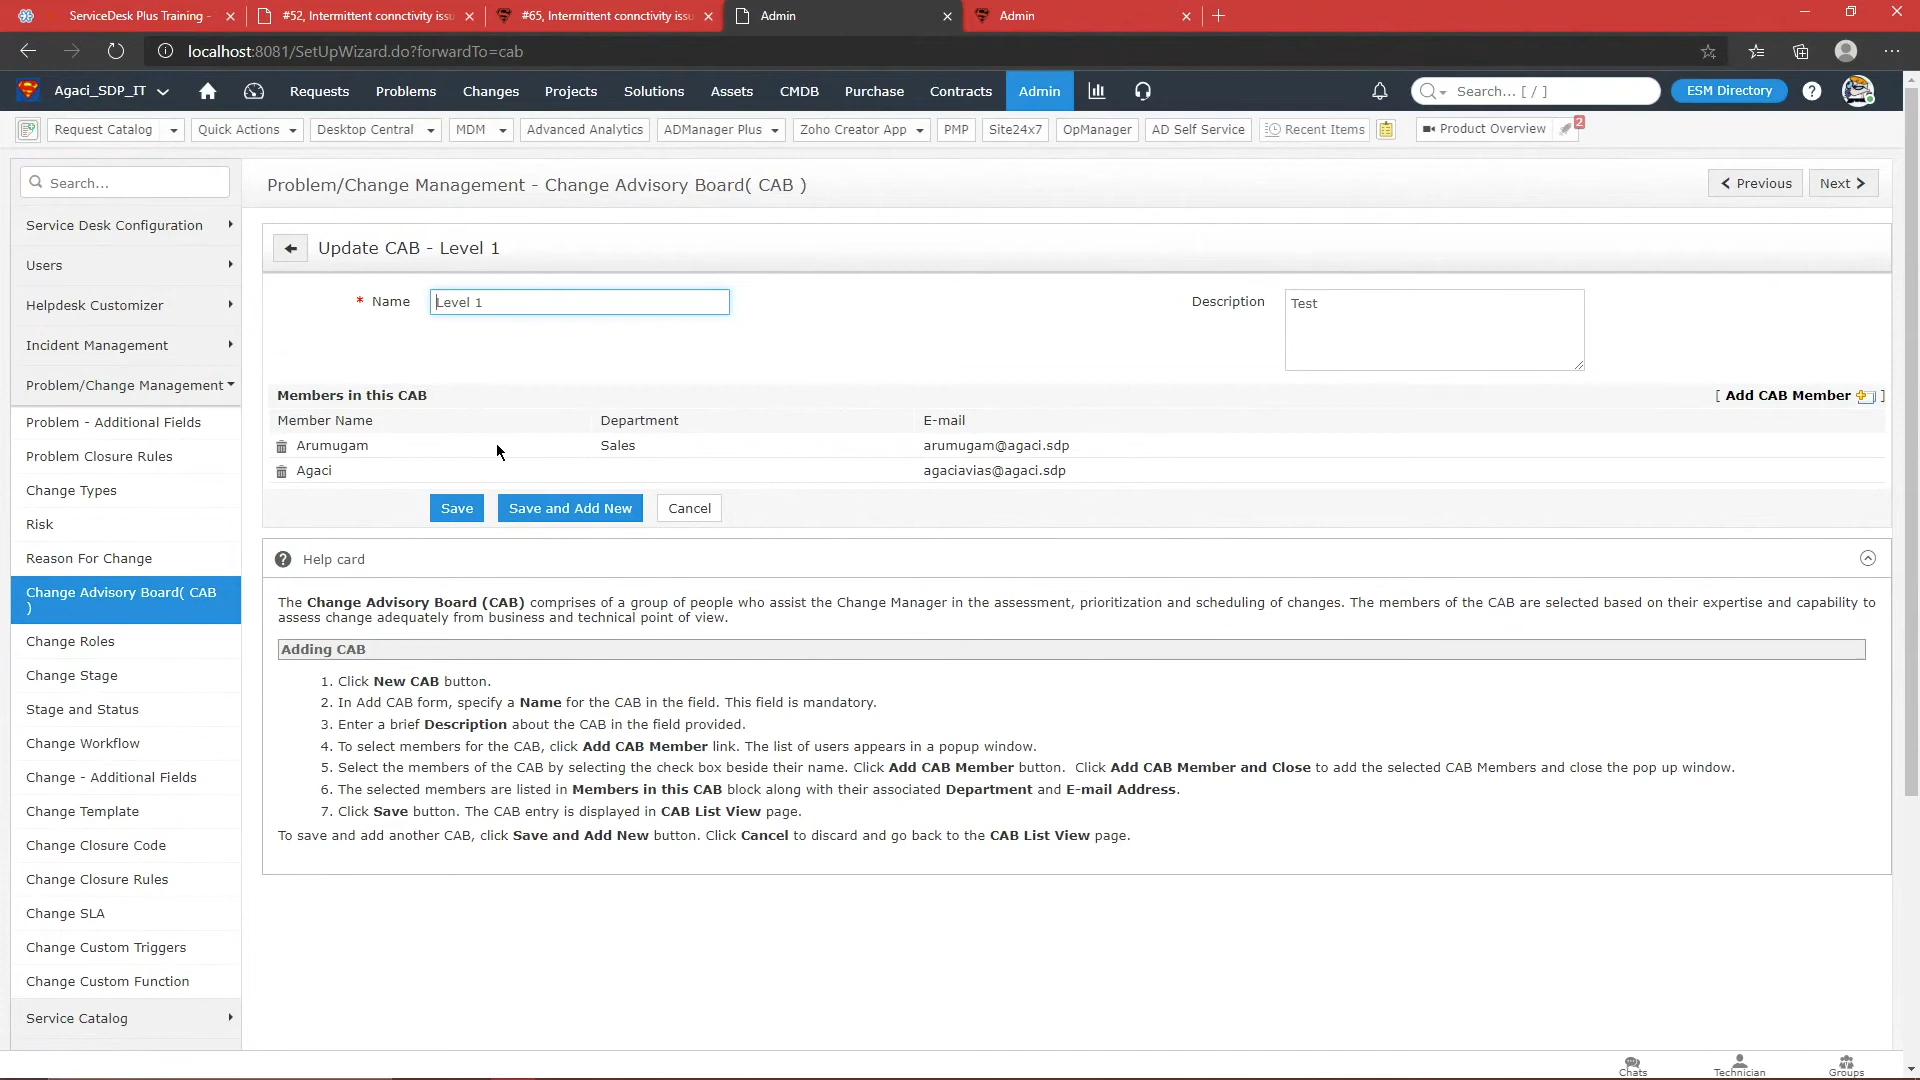 ServiceDesk Plus Training -
#52, Intermittent connctivity issu
#65, Intermittent connctivity issu
Admin
Admin
localhost:8081/SetUpWizard.do?forwardTo=cab
Agaci_SDP_IT
Requests
Problems
Changes
Projects
Solutions
Assets
CMDB
Purchase
Contracts
Admin
Search... [ / ]
ESM Directory
Request Catalog
Quick Actions
Desktop Central
MDM
Advanced Analytics
ADManager Plus
Zoho Creator App
PMP
Site24x7
OpManager
AD Self Service
Recent Items
Product Overview
2
Search...
Service Desk Configuration
Users
Helpdesk Customizer
Incident Management
Problem/Change Management
Problem - Additional Fields
Problem Closure Rules
Change Types
Risk
Reason For Change
Change Advisory Board( CAB
)
Change Roles
Change Stage
Stage and Status
Change Workflow
Change - Additional Fields
Change Template
Change Closure Code
Change Closure Rules
Change SLA
Change Custom Triggers
Change Custom Function
Service Catalog
Problem/Change Management - Change Advisory Board( CAB )
Previous
Next
Update CAB - Level 1
* Name
Level 1
Description
Test
Members in this CAB
[ Add CAB Member ]
Member Name Department E-mail
Arumugam Sales arumugam@agaci.sdp
Agaci agaciavias@agaci.sdp
Save
Save and Add New
Cancel
Help card
The Change Advisory Board (CAB) comprises of a group of people who assist the Change Manager in the assessment, prioritization and scheduling of changes. The members of the CAB are selected based on their expertise and capability to
assess change adequately from business and technical point of view.
Adding CAB
1. Click New CAB button.
2. In Add CAB form, specify a Name for the CAB in the field. This field is mandatory.
3. Enter a brief Description about the CAB in the field provided.
4. To select members for the CAB, click Add CAB Member link. The list of users appears in a popup window.
5. Select the members of the CAB by selecting the check box beside their name. Click Add CAB Member button. Click Add CAB Member and Close to add the selected CAB Members and close the pop up window.
6. The selected members are listed in Members in this CAB block along with their associated Department and E-mail Address.
7. Click Save button. The CAB entry is displayed in CAB List View page.
To save and add another CAB, click Save and Add New button. Click Cancel to discard and go back to the CAB List View page.
Chats
Technician
Groups